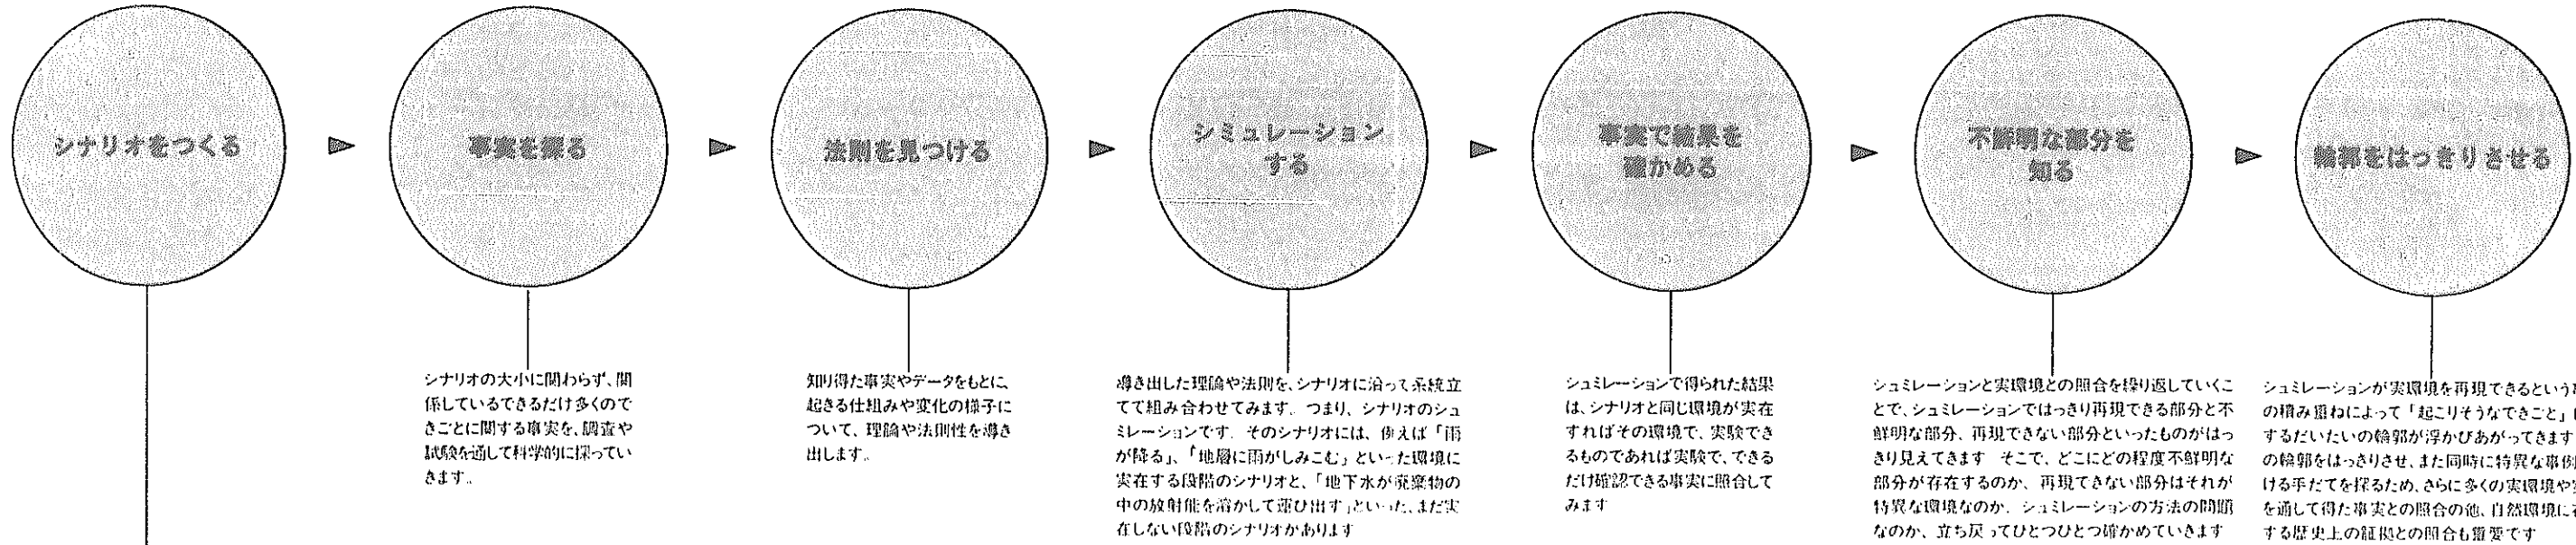 シナリオをつくる
事実を探る
法則を見つける
シミュレーション
する
事実で結果を
確かめる
不鮮明な部分を
知る
輪郭をはっきりさせる
シナリオの大小に関わらず、関
係しているできるだけ多くので
きごとに関する事実を、調査や
試験を通して科学的に探ってい
きます。
知り得た事実やデータをもとに、
起きる仕組みや変化の様子に
ついて、理論や法則性を導き
出します。
導き出した理論や法則を、シナリオに沿って系統立
てて組み合わせてみます。つまり、シナリオのシュ
ミレーションです。そのシナリオには、例えば「雨
が降る」、「地層に雨がしみこむ」といった環境に
実在する段階のシナリオと、「地下水が廃棄物の
中の放射能を溶かして運び出す」といった、まだ実
在しない段階のシナリオがあります
シュミレーションで得られた結果
は、シナリオと同じ環境が実在
すればその環境で、実験でき
るものであれば実験で、できる
だけ確認できる事実に照合して
みます
シュミレーションと実環境との照合を繰り返していくこ
とで、シュミレーションではっきり再現できる部分と不
鮮明な部分、再現できない部分といったものがはっ
きり見えてきます そこで、どこにどの程度不鮮明な
部分が存在するのか、再現できない部分はそれが
特異な環境なのか、シュミレーションの方法の問題
なのか、立ち戻ってひとつひとつ確かめていきます
シュミレーションが実環境を再現できるという
の積み重ねによって「起こりそうなできごと」
するだいたいの輪郭が浮かびあがってきます
の輪郭をはっきりさせ、また同時に特異な事例
ける手だてを探るため、さらに多くの実環境や
を通して得た事実との照合の他、自然環境に
する歴史上の証拠との照合も重要です